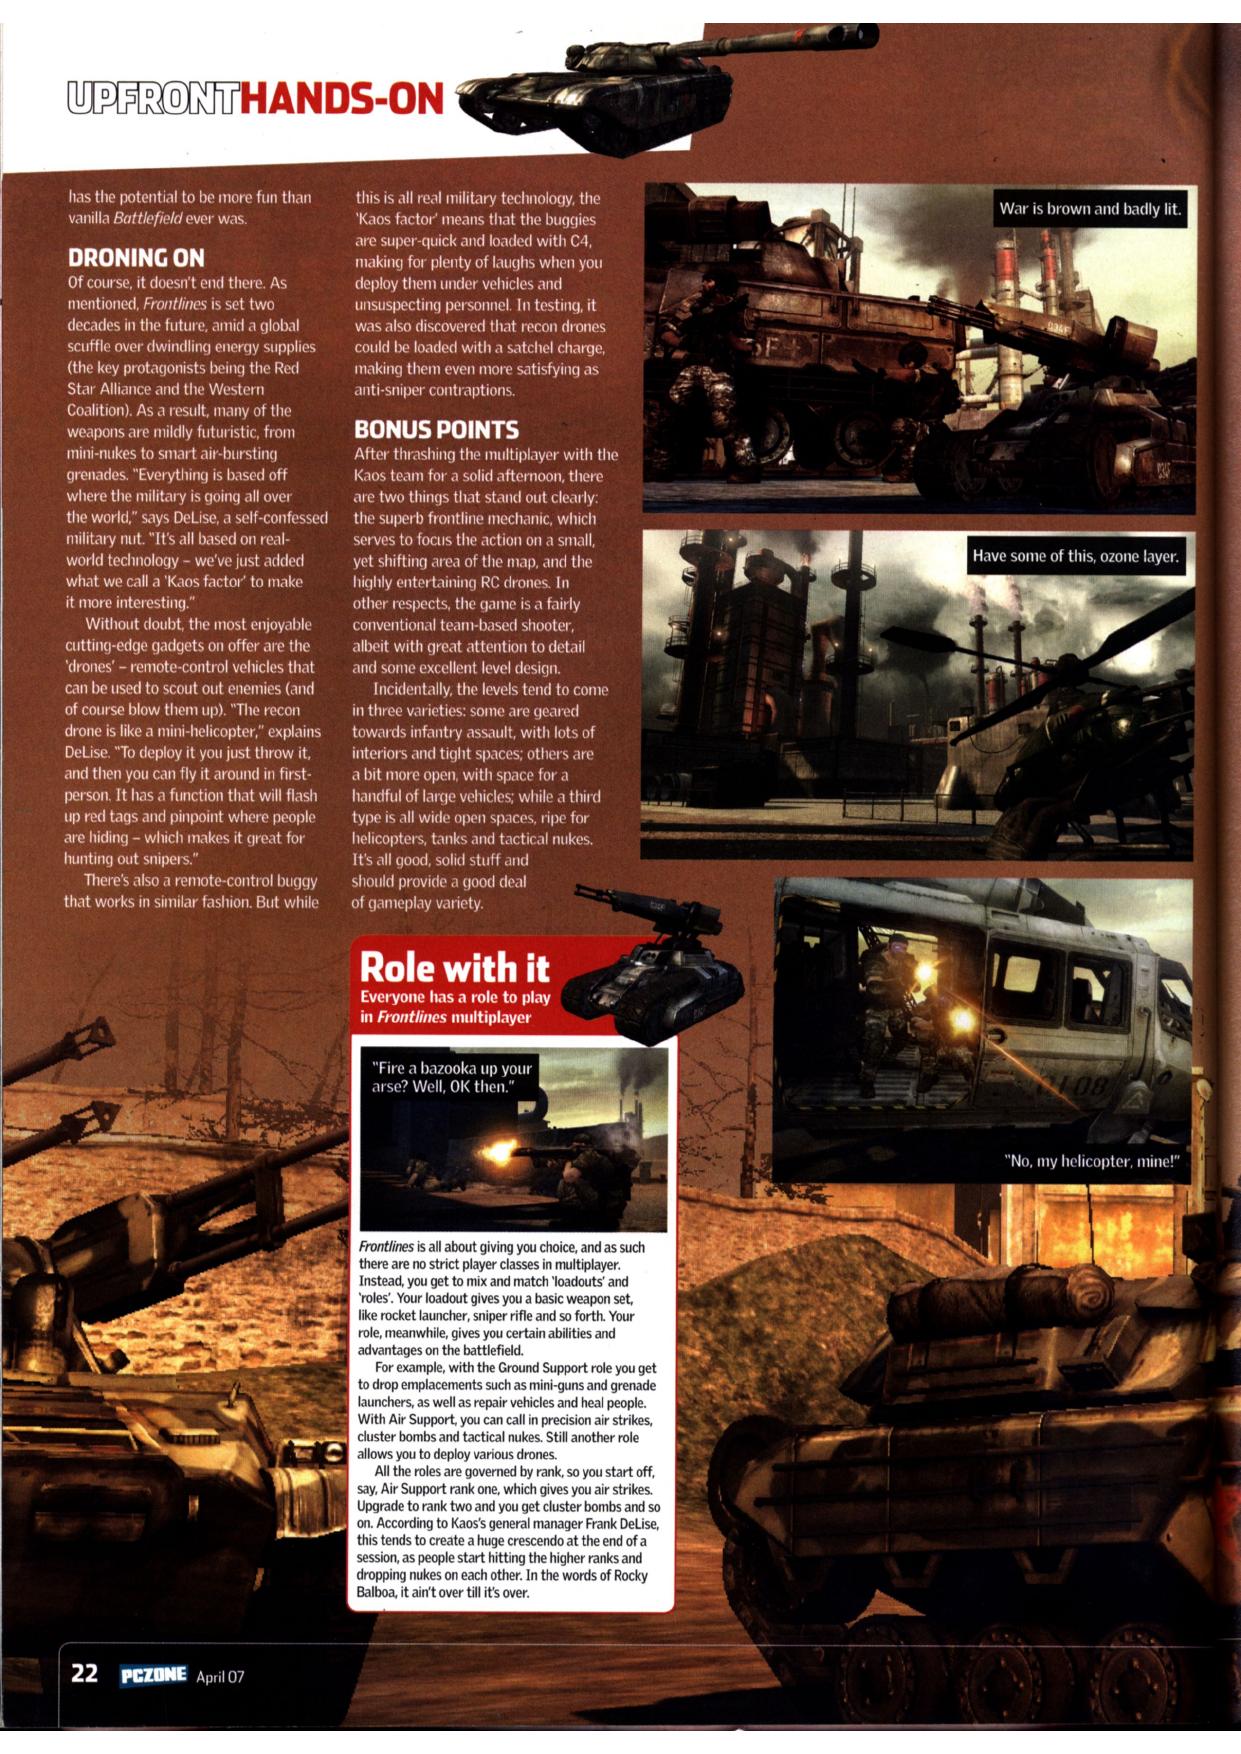 UPFRONTHANDS-ON
has the potential to be more fun than
vanilla Battlefield ever was.
DRONING ON
Of course, it doesn't end there. As
mentioned, Frontlines is set two
decades in the future, amid a global
scuffle over dwindling energy supplies
(the key protagonists being the Red
Star Alliance and the Western
Coalition). As a result, many of the
weapons are mildly futuristic, from
mini-nukes to smart air-bursting
grenades. "Everything is based off
where the military is going all over
the world," says DeLise, a self-confessed
military nut. "It's all based on real-
world technology – we've just added
what we call a 'Kaos factor' to make
it more interesting."
Without doubt, the most enjoyable
cutting-edge gadgets on offer are the
'drones' – remote-control vehicles that
can be used to scout out enemies (and
of course blow them up). "The recon
drone is like a mini-helicopter," explains
DeLise. "To deploy it you just throw it,
and then you can fly it around in first-
person. It has a function that will flash
up red tags and pinpoint where people
are hiding – which makes it great for
hunting out snipers."
There's also a remote-control buggy
that works in similar fashion. But while
this is all real military technology, the
'Kaos factor' means that the buggies
are super-quick and loaded with C4,
making for plenty of laughs when you
deploy them under vehicles and
unsuspecting personnel. In testing, it
was also discovered that recon drones
could be loaded with a satchel charge,
making them even more satisfying as
anti-sniper contraptions.
BONUS POINTS
After thrashing the multiplayer with the
Kaos team for a solid afternoon, there
are two things that stand out clearly:
the superb frontline mechanic, which
serves to focus the action on a small,
yet shifting area of the map, and the
highly entertaining RC drones. In
other respects, the game is a fairly
conventional team-based shooter,
albeit with great attention to detail
and some excellent level design.
Incidentally, the levels tend to come
in three varieties: some are geared
towards infantry assault, with lots of
interiors and tight spaces; others are
a bit more open, with space for a
handful of large vehicles; while a third
type is all wide open spaces, ripe for
helicopters, tanks and tactical nukes.
It's all good, solid stuff and
should provide a good deal
of gameplay variety.
War is brown and badly lit.
Have some of this, ozone layer.
"No, my helicopter, mine!"
Role with it
Everyone has a role to play
in Frontlines multiplayer
"Fire a bazooka up your
arse? Well, OK then."
Frontlines is all about giving you choice, and as such
there are no strict player classes in multiplayer.
Instead, you get to mix and match 'loadouts' and
'roles'. Your loadout gives you a basic weapon set,
like rocket launcher, sniper rifle and so forth. Your
role, meanwhile, gives you certain abilities and
advantages on the battlefield.
For example, with the Ground Support role you get
to drop emplacements such as mini-guns and grenade
launchers, as well as repair vehicles and heal people.
With Air Support, you can call in precision air strikes,
cluster bombs and tactical nukes. Still another role
allows you to deploy various drones.
All the roles are governed by rank, so you start off,
say, Air Support rank one, which gives you air strikes.
Upgrade to rank two and you get cluster bombs and so
on. According to Kaos's general manager Frank DeLise,
this tends to create a huge crescendo at the end of a
session, as people start hitting the higher ranks and
dropping nukes on each other. In the words of Rocky
Balboa, it ain't over till it's over.
22 PCZONE April 07